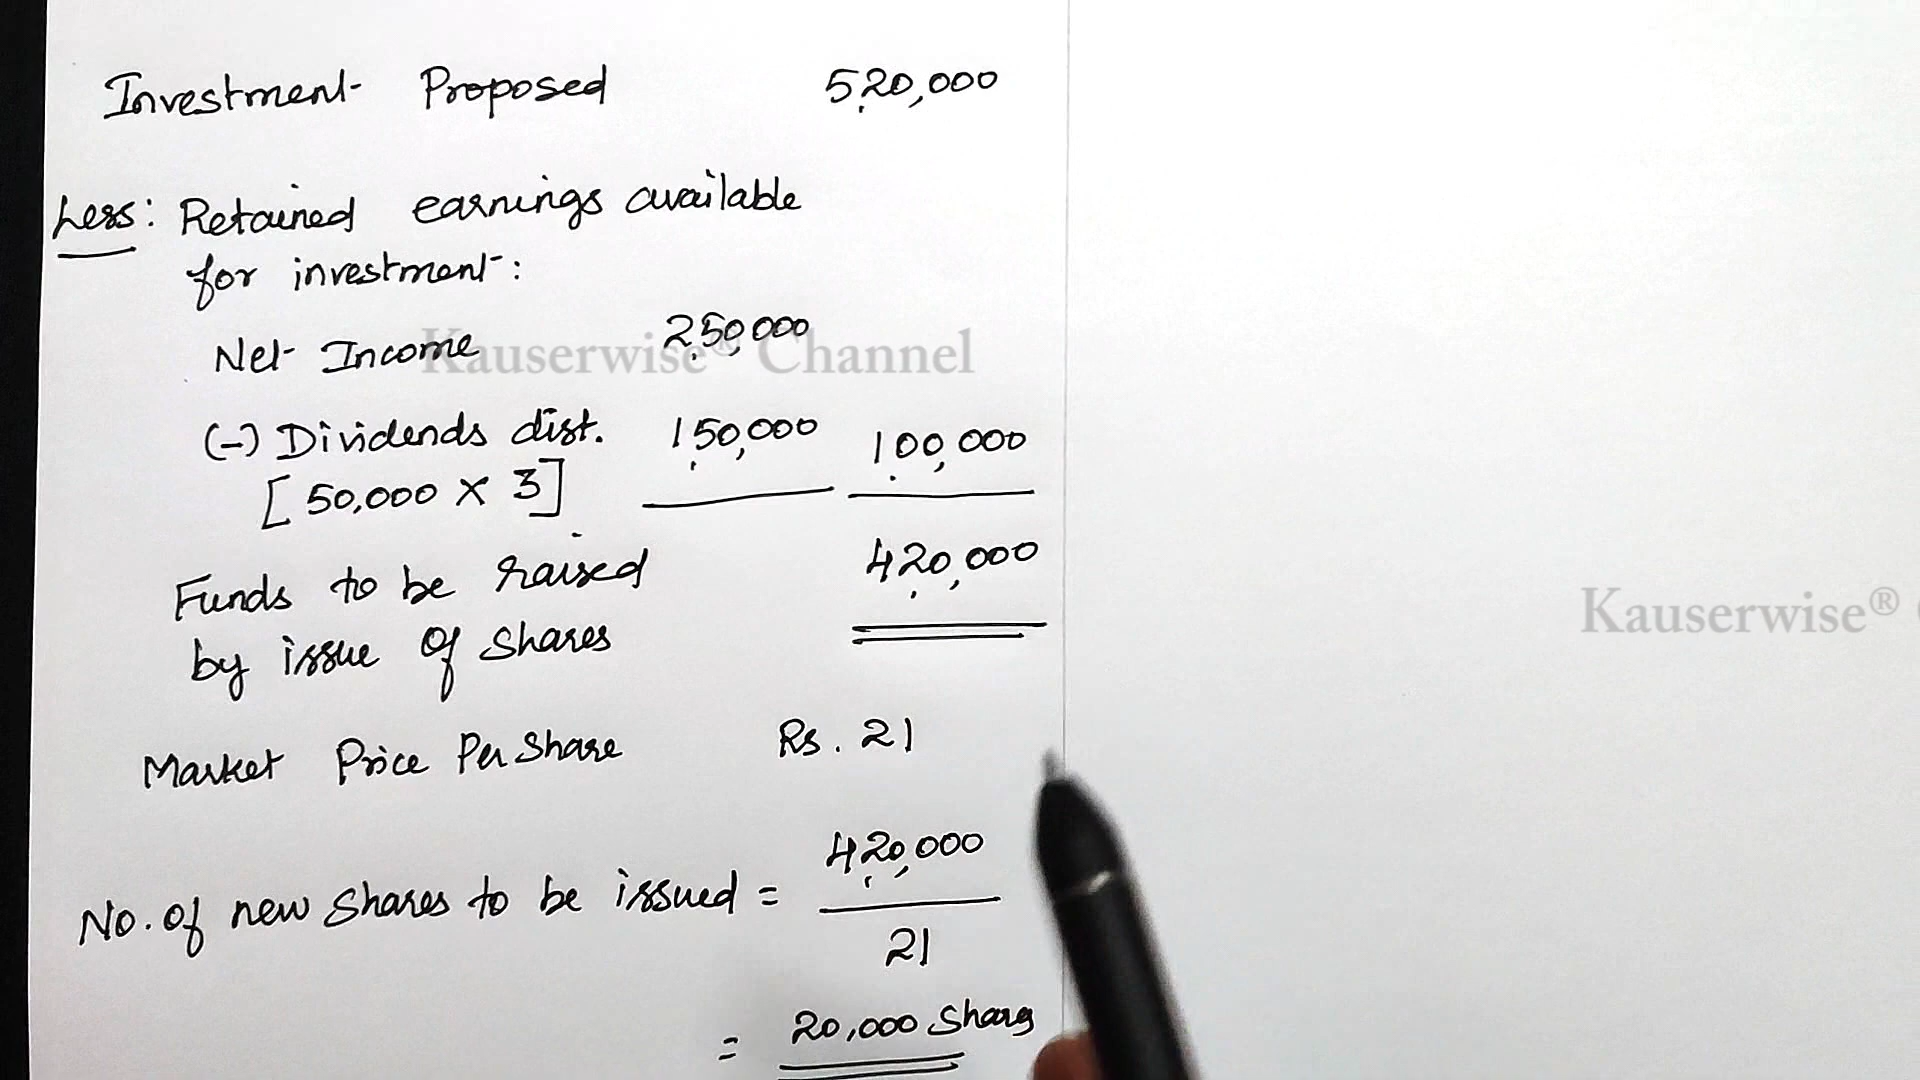 Investment Proposed 520,000
Less: Retained earnings available
for investment:
Net Income 2,50,000
Kauserwise® Channel
(-) Dividends dist. 1,50,000 1,00,000
[50,000 X 3]
Funds to be raised 4,20,000
by issue of shares
Kauserwise®
Market Price Per Share Rs. 21
No. of new shares to be issued = 4,20,000
21
= 20,000 Shares